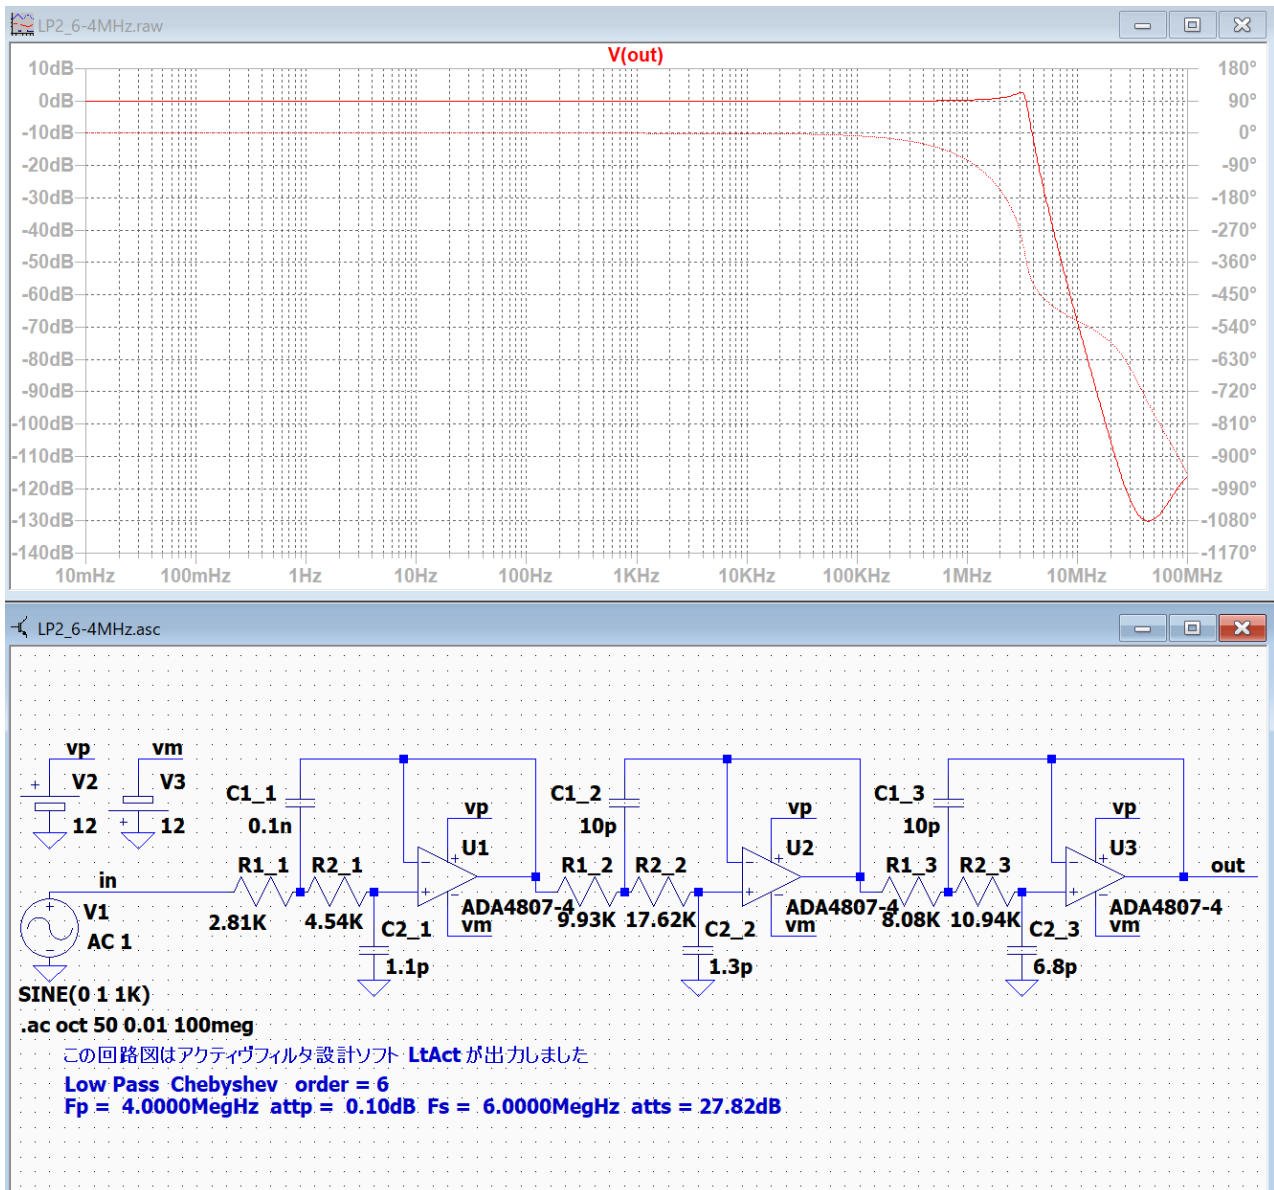 LP2_6-4MHz.raw
V(out)
10dB 180°
0dB 90°
-10dB 0°
-20dB -90°
-30dB -180°
-40dB -270°
-50dB -360°
-60dB -450°
-70dB -540°
-80dB -630°
-90dB -720°
-100dB -810°
-110dB -900°
-120dB -990°
-130dB -1080°
-140dB -1170°
10mHz 100mHz 1Hz 10Hz 100Hz 1KHz 10KHz 100KHz 1MHz 10MHz 100MHz
LP2_6-4MHz.asc
vp vm
V2 V3
12 12
C1_1 C1_2 C1_3
0.1n 10p 10p
vp vp vp
U1 U2 U3
R1_1 R2_1 R1_2 R2_2 R1_3 R2_3
in out
2.81K 4.54K 9.93K 17.62K 8.08K 10.94K
ADA4807-4 ADA4807-4 ADA4807-4
vm vm vm
V1
AC 1
C2_1 C2_2 C2_3
1.1p 1.3p 6.8p
SINE(0 1 1K)
.ac oct 50 0.01 100meg
この回路図はアクティヴフィルタ設計ソフト LtAct が出力しました
Low Pass Chebyshev order = 6
Fp = 4.0000MegHz attp = 0.10dB Fs = 6.0000MegHz atts = 27.82dB